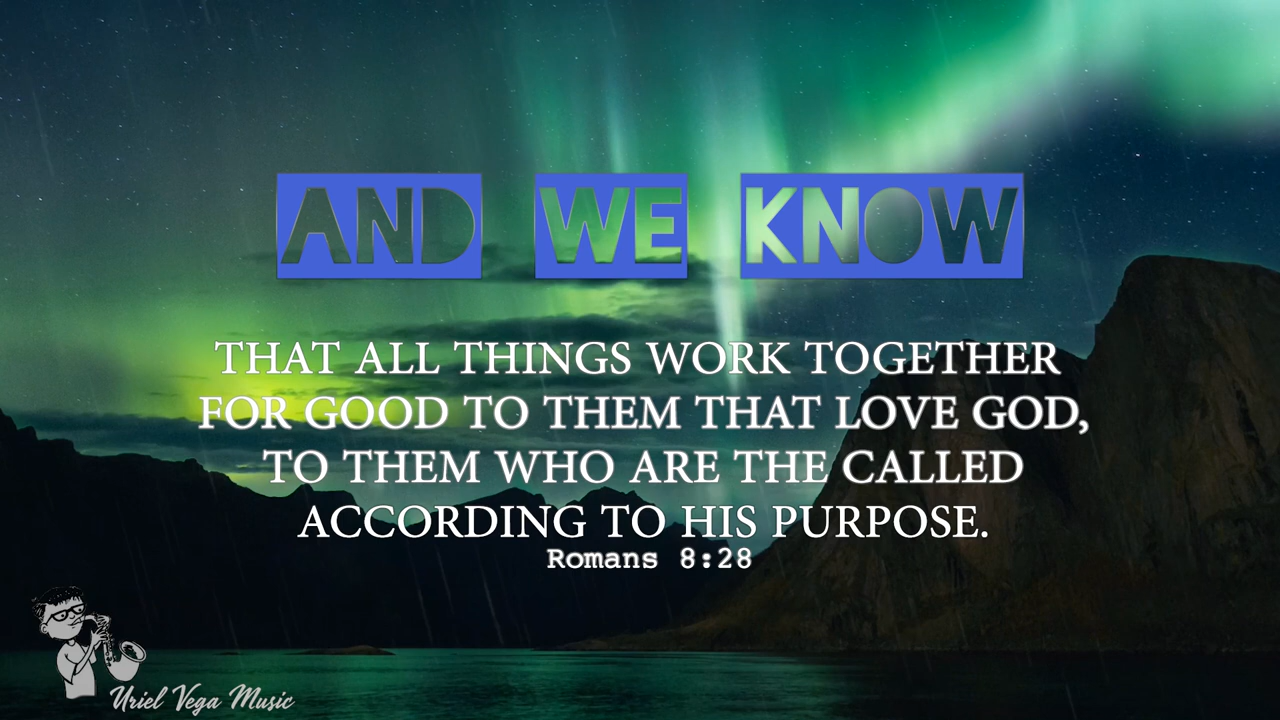 AND WE KNOW
THAT ALL THINGS WORK TOGETHER
FOR GOOD TO THEM THAT LOVE GOD,
TO THEM WHO ARE THE CALLED
ACCORDING TO HIS PURPOSE.
Romans 8:28
Uriel Vega Music